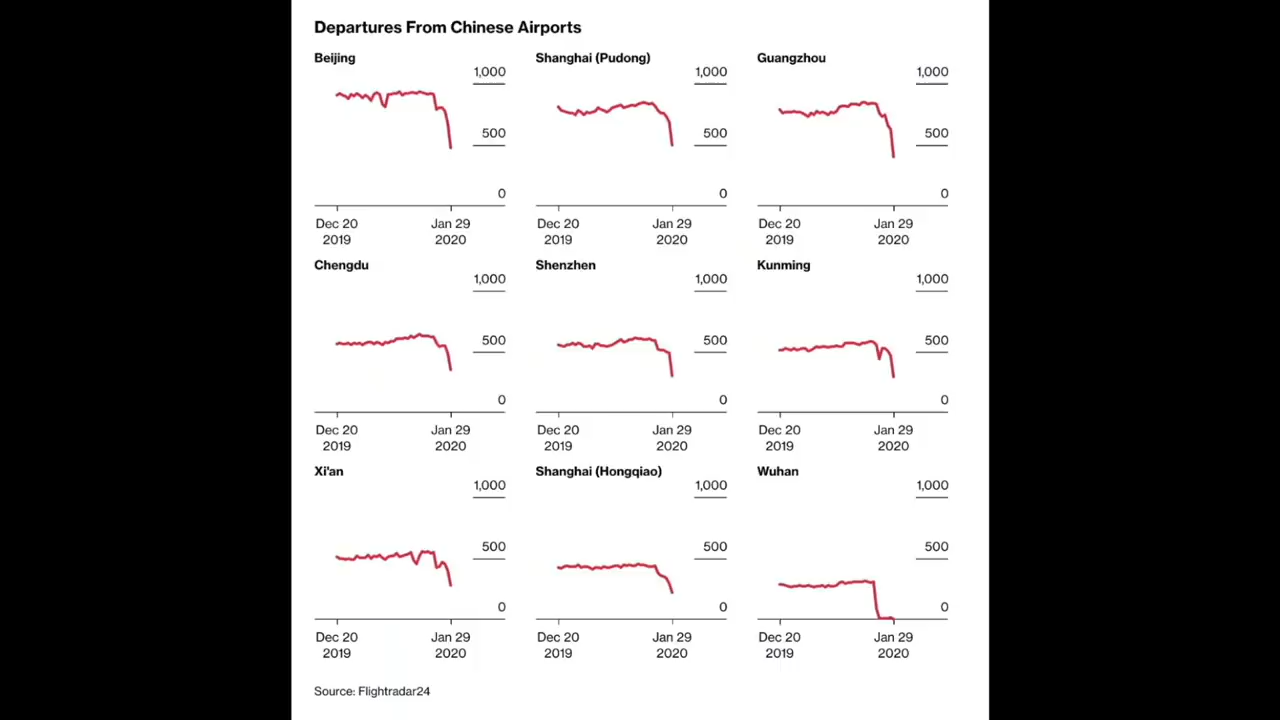 Departures From Chinese Airports
Beijing
1,000
500
0
Dec 20
2019
Jan 29
2020
Shanghai (Pudong)
1,000
500
0
Dec 20
2019
Jan 29
2020
Guangzhou
1,000
500
0
Dec 20
2019
Jan 29
2020
Chengdu
1,000
500
0
Dec 20
2019
Jan 29
2020
Shenzhen
1,000
500
0
Dec 20
2019
Jan 29
2020
Kunming
1,000
500
0
Dec 20
2019
Jan 29
2020
Xi'an
1,000
500
0
Dec 20
2019
Jan 29
2020
Shanghai (Hongqiao)
1,000
500
0
Dec 20
2019
Jan 29
2020
Wuhan
1,000
500
0
Dec 20
2019
Jan 29
2020
Source: Flightradar24